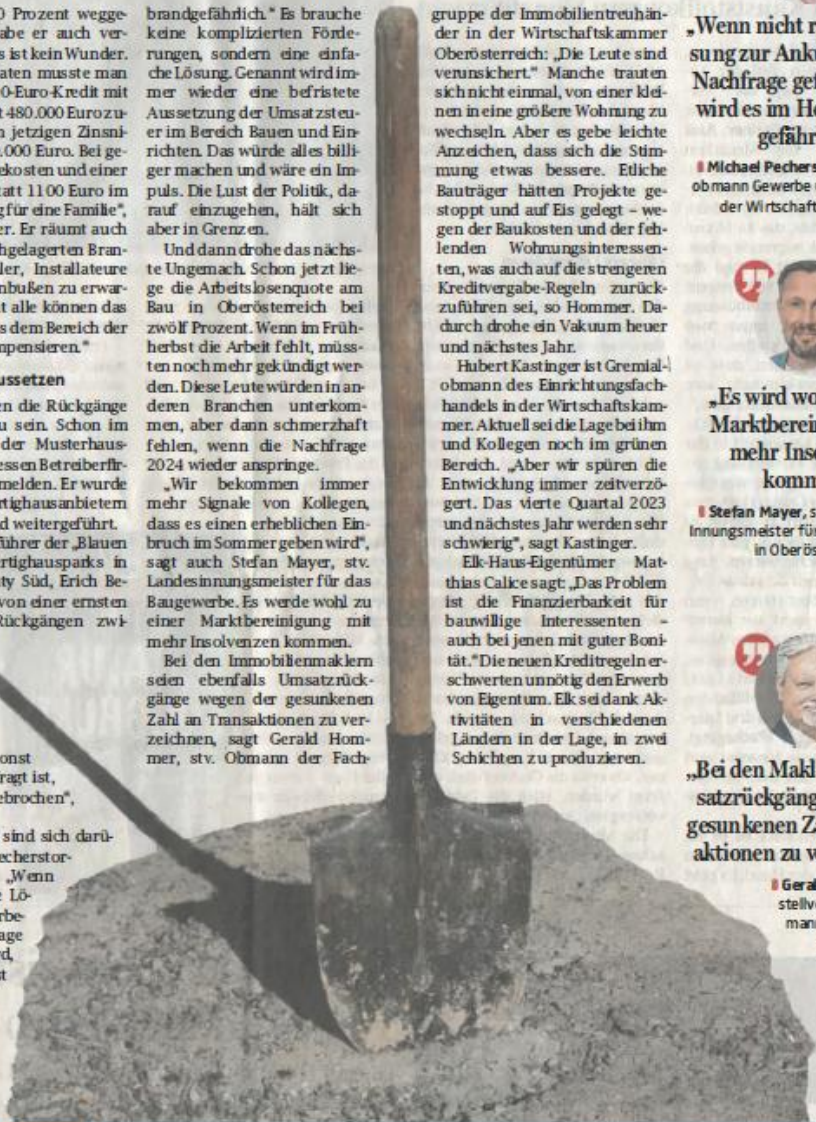 0 Prozent wegge-
abe er auch ver-
s ist kein Wunder.
aten musste man
0-Euro-Kredit mit
t 480.000 Euro zu-
n jetzigen Zinsni-
.000 Euro. Bei ge-
ekosten und einer
tatt 1100 Euro im
g für eine Familie",
er. Er räumt auch
chgelagerten Bran-
ler, Installateure
nbußen zu erwar-
t alle können das
s dem Bereich der
mpensieren."
ussetzen
en die Rückgänge
u sein. Schon im
der Musterhaus-
essen Betreiberfir-
melden. Er wurde
rtighausanbietern
d weitergeführt.
führer der „Blauen
ertighausparks in
ty Süd, Erich Be-
von einer ernsten
Rückgängen zwi-
onst
ragt ist,
ebrochen",
sind sich darü-
echerstor-
„Wenn
e Lö-
rbe-
age
rd,
st
brandgefährlich." Es brauche
keine komplizierten Förde-
rungen, sondern eine einfa-
che Lösung. Genannt wird im-
mer wieder eine befristete
Aussetzung der Umsatzsteu-
er im Bereich Bauen und Ein-
richten. Das würde alles billi-
ger machen und wäre ein Im-
puls. Die Lust der Politik, da-
rauf einzugehen, hält sich
aber in Grenzen.
Und dann drohe das nächs-
te Ungemach. Schon jetzt lie-
ge die Arbeitslosenquote am
Bau in Oberösterreich bei
zwölf Prozent. Wenn im Früh-
herbst die Arbeit fehlt, müss-
ten noch mehr gekündigt wer-
den. Diese Leute würden in an-
deren Branchen unterkom-
men, aber dann schmerzhaft
fehlen, wenn die Nachfrage
2024 wieder anspringe.
„Wir bekommen immer
mehr Signale von Kollegen,
dass es einen erheblichen Ein-
bruch im Sommer geben wird",
sagt auch Stefan Mayer, stv.
Landesinnungsmeister für das
Baugewerbe. Es werde wohl zu
einer Marktbereinigung mit
mehr Insolvenzen kommen.
Bei den Immobilienmaklern
seien ebenfalls Umsatzrück-
gänge wegen der gesunkenen
Zahl an Transaktionen zu ver-
zeichnen, sagt Gerald Hom-
mer, stv. Obmann der Fach-
gruppe der Immobilientreuhän-
der in der Wirtschaftskammer
Oberösterreich: „Die Leute sind
verunsichert." Manche trauten
sich nicht einmal, von einer klei-
nen in eine größere Wohnung zu
wechseln. Aber es gebe leichte
Anzeichen, dass sich die Stim-
mung etwas bessere. Etliche
Bauträger hätten Projekte ge-
stoppt und auf Eis gelegt – we-
gen der Baukosten und der feh-
lenden Wohnungsinteressen-
ten, was auch auf die strengeren
Kreditvergabe-Regeln zurück-
zuführen sei, so Hommer. Da-
durch drohe ein Vakuum heuer
und nächstes Jahr.
Hubert Kastinger ist Gremial-
obmann des Einrichtungsfach-
handels in der Wirtschaftskam-
mer. Aktuell sei die Lage bei ihm
und Kollegen noch im grünen
Bereich. „Aber wir spüren die
Entwicklung immer zeitverzö-
gert. Das vierte Quartal 2023
und nächstes Jahr werden sehr
schwierig", sagt Kastinger.
Elk-Haus-Eigentümer Mat-
thias Calice sagt: „Das Problem
ist die Finanzierbarkeit für
bauwillige Interessenten –
auch bei jenen mit guter Boni-
tät." Die neuen Kreditregeln er-
schwerten unnötig den Erwerb
von Eigentum. Elk sei dank Ak-
tivitäten in verschiedenen
Ländern in der Lage, in zwei
Schichten zu produzieren.
„Wenn nicht r
sung zur Anku
Nachfrage gef
wird es im He
gefähr
Michael Pechers
obmann Gewerbe
der Wirtschaft
„Es wird wo
Marktberein
mehr Inso
komm
Stefan Mayer, s
Innungsmeister für
in Oberös
„Bei den Makl
satzrückgäng
gesunkenen Za
aktionen zu v
Geral
stellv
man